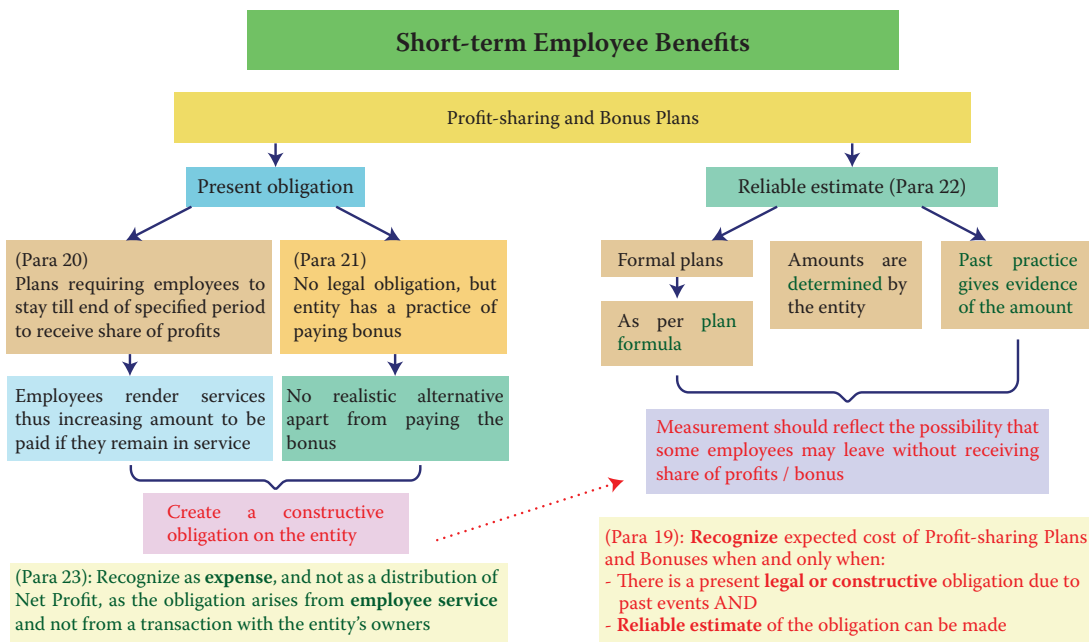 Short-term Employee Benefits
Profit-sharing and Bonus Plans
Present obligation
(Para 20)
Plans requiring employees to
stay till end of specified period
to receive share of profits
(Para 21)
No legal obligation, but
entity has a practice of
paying bonus
Employees render services
thus increasing amount to be
paid if they remain in service
No realistic alternative
apart from paying the
bonus
Create a constructive
obligation on the entity
(Para 23): Recognize as expense, and not as a distribution of
Net Profit, as the obligation arises from employee service
and not from a transaction with the entity's owners
Reliable estimate (Para 22)
Formal plans
As per plan
formula
Amounts are
determined by
the entity
Past practice
gives evidence
of the amount
Measurement should reflect the possibility that
some employees may leave without receiving
share of profits / bonus
(Para 19): Recognize expected cost of Profit-sharing Plans
and Bonuses when and only when:
- There is a present legal or constructive obligation due to
past events AND
- Reliable estimate of the obligation can be made